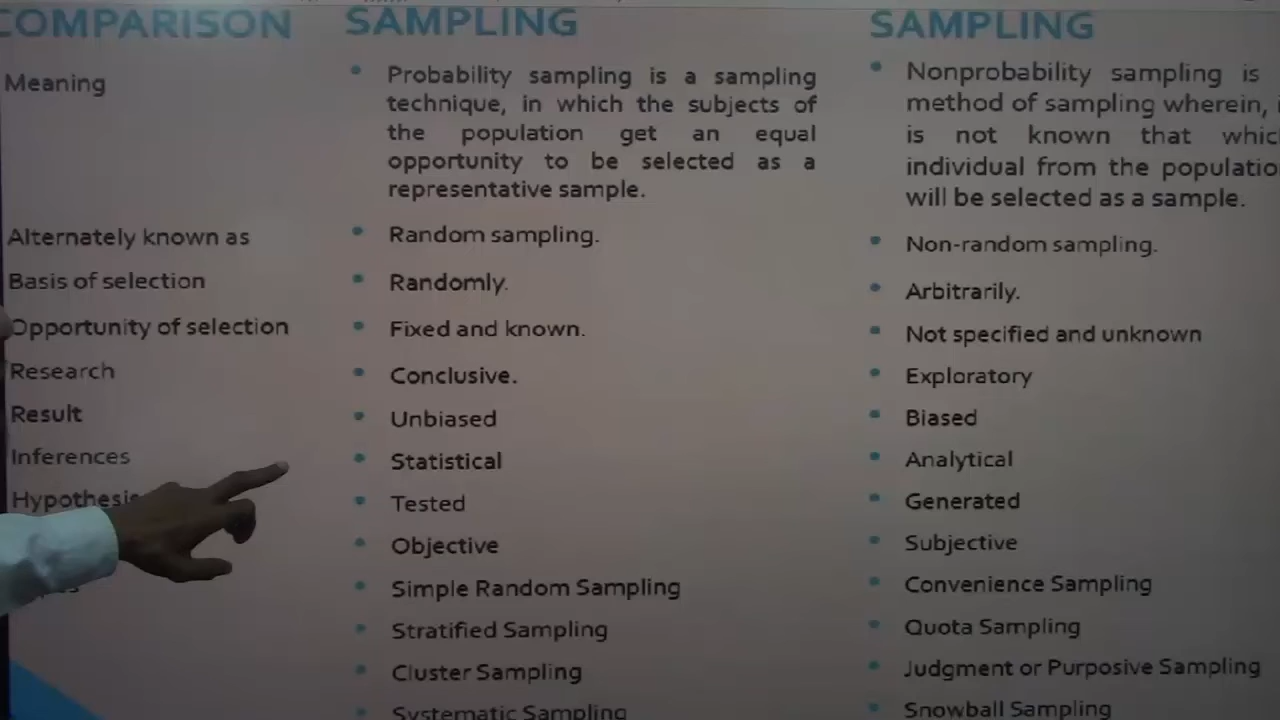 COMPARISON SAMPLING SAMPLING
Meaning
• Probability sampling is a sampling
technique, in which the subjects of
the population get an equal
opportunity to be selected as a
representative sample.
• Nonprobability sampling is
method of sampling wherein,
is not known that
individual from the
will be selected as a sample.
Alternately known as • Random sampling. • Non-random sampling.
Basis of selection • Randomly. • Arbitrarily.
Opportunity of selection • Fixed and known. • Not specified and unknown
Research • Conclusive. • Exploratory
Result • Unbiased • Biased
Inferences • Statistical • Analytical
Hypothesis • Tested • Generated
• Objective • Subjective
• Simple Random Sampling • Convenience Sampling
• Stratified Sampling • Quota Sampling
• Cluster Sampling • Judgment or Purposive Sampling
• Systematic Sampling • Snowball Sampling